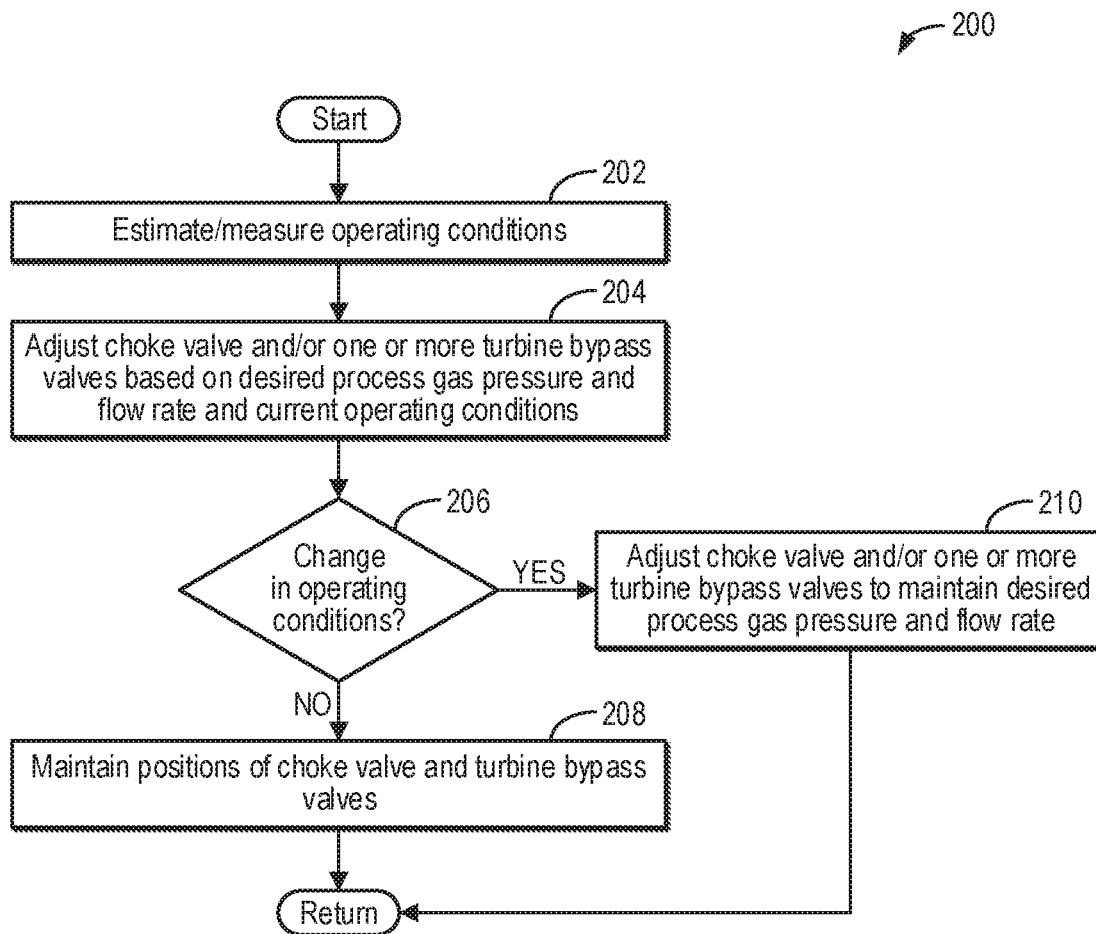 200
Start
202
Estimate/measure operating conditions
204
Adjust choke valve and/or one or more turbine bypass
valves based on desired process gas pressure and
flow rate and current operating conditions
206
Change
in operating
conditions?
YES
210
Adjust choke valve and/or one or more
turbine bypass valves to maintain desired
process gas pressure and flow rate
NO
208
Maintain positions of choke valve and turbine bypass
valves
Return